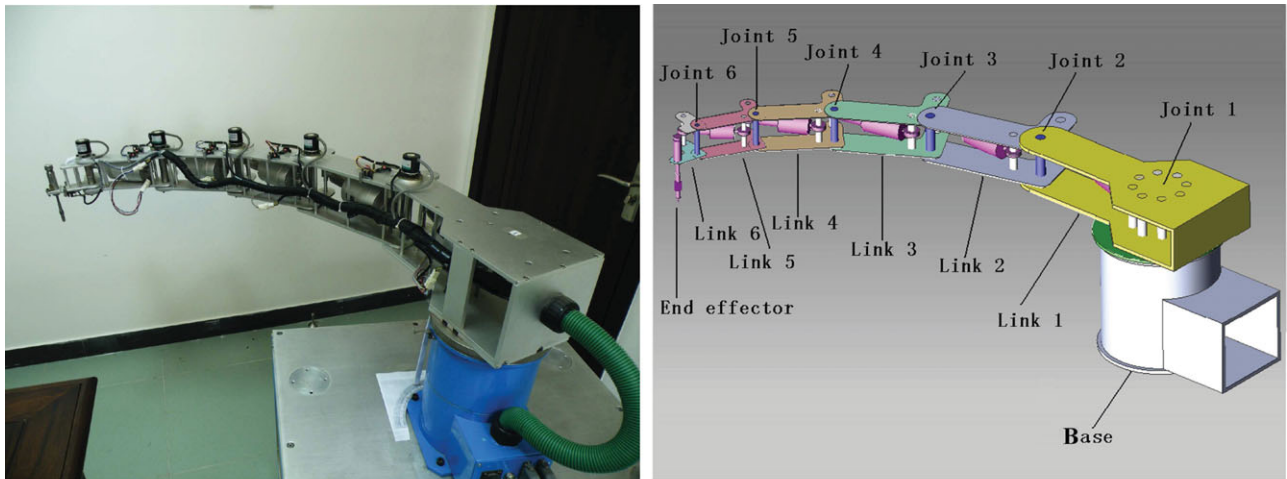 Joint 5
Joint 4
Joint 3
Joint 2
Joint 6
Joint 1
Link 6
Link 4
Link 3
Link 2
Link 5
End effector
Link 1
Base